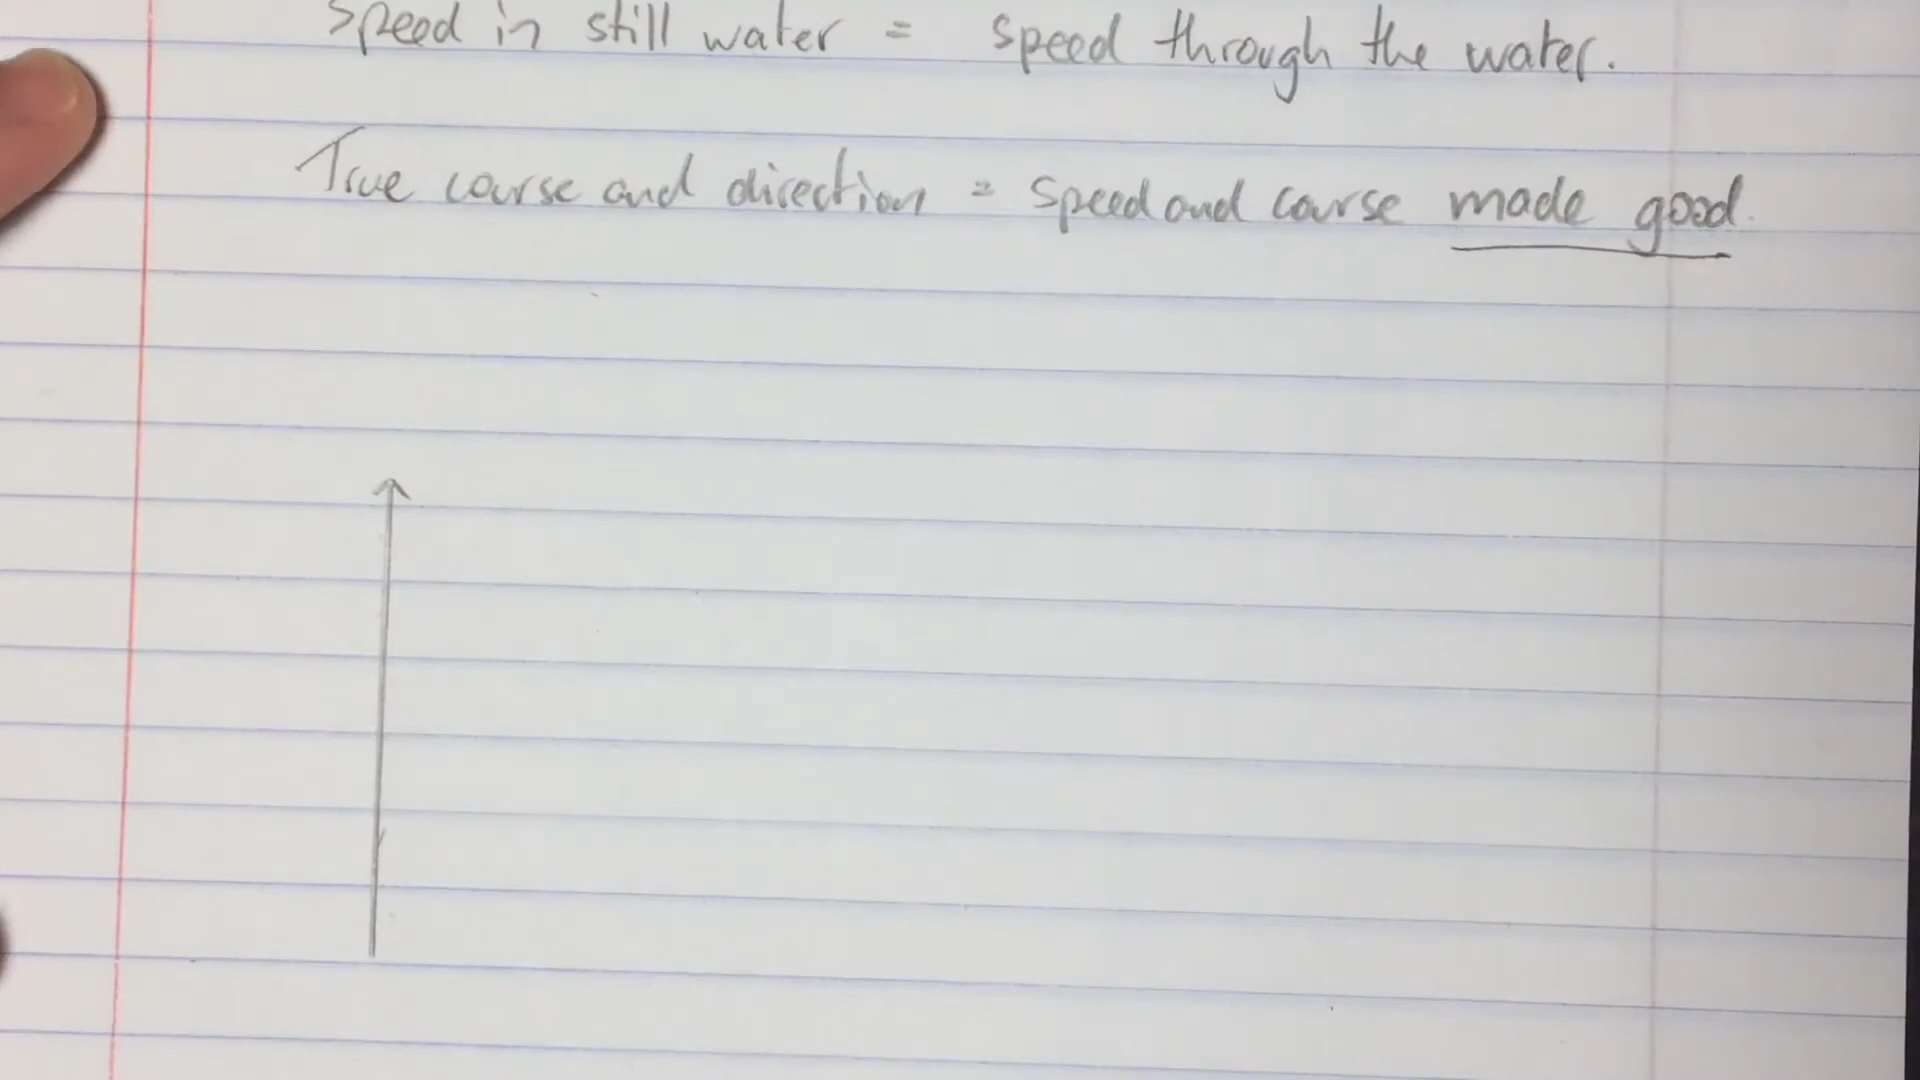 Speed in still water = speed through the water.
True course and direction = Speed and course made good.